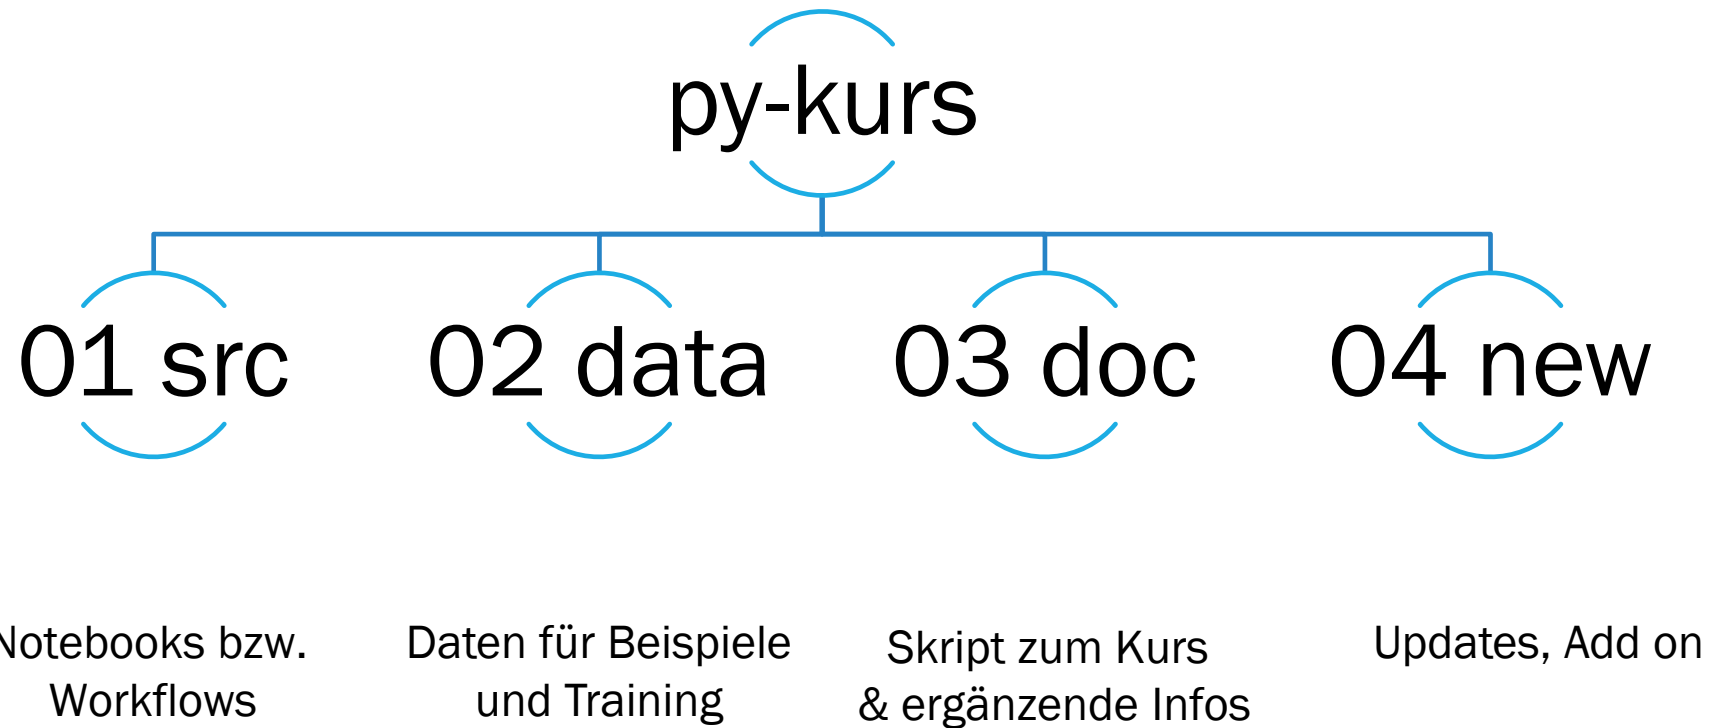 py-kurs
01 src
02 data
03 doc
04 new
Notebooks bzw.
Workflows
Daten für Beispiele
und Training
Skript zum Kurs
& ergänzende Infos
Updates, Add on